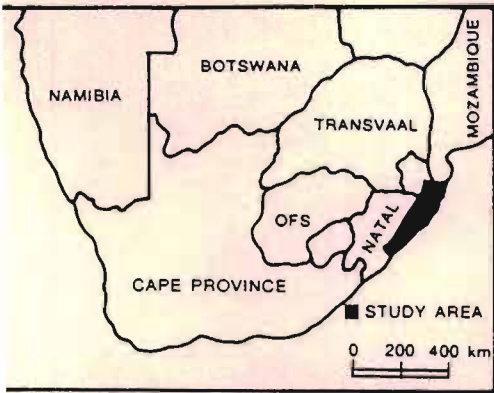 BOTSWANA
NAMIBIA
MOZAMBIQUE
TRANSVAAL
OFS
NATAL
CAPE PROVINCE
STUDY AREA
0 200 400 km